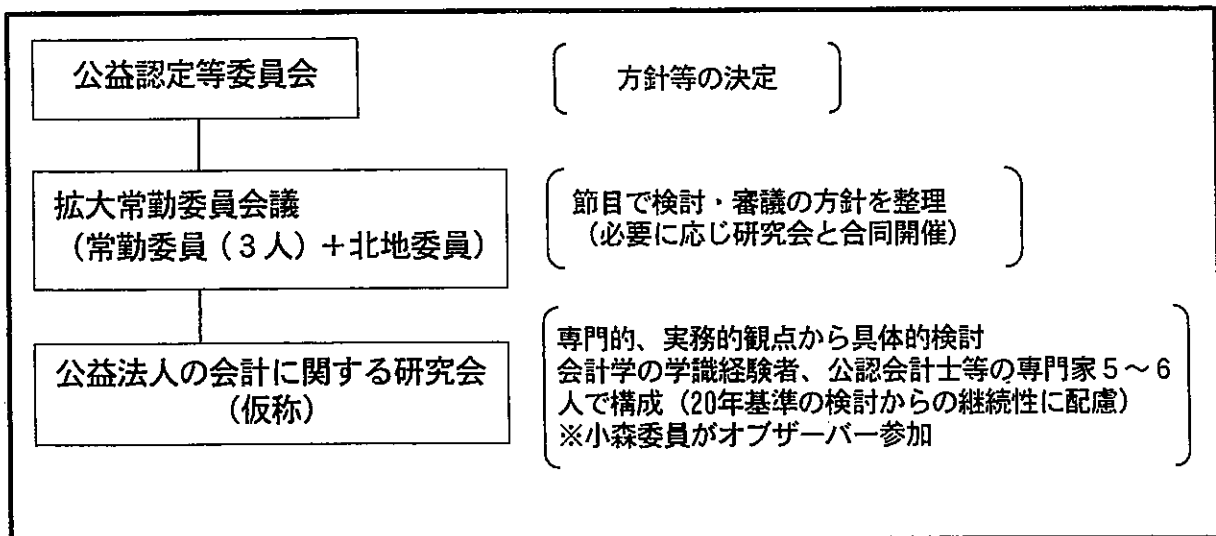 公益認定等委員会
方針等の決定
拡大常勤委員会議
(常勤委員(3人)+北地委員)
節目で検討・審議の方針を整理
(必要に応じ研究会と合同開催)
公益法人の会計に関する研究会
(仮称)
専門的、実務的観点から具体的検討
会計学の学識経験者、公認会計士等の専門家5～6
人で構成(20年基準の検討からの継続性に配慮)
※小森委員がオブザーバー参加